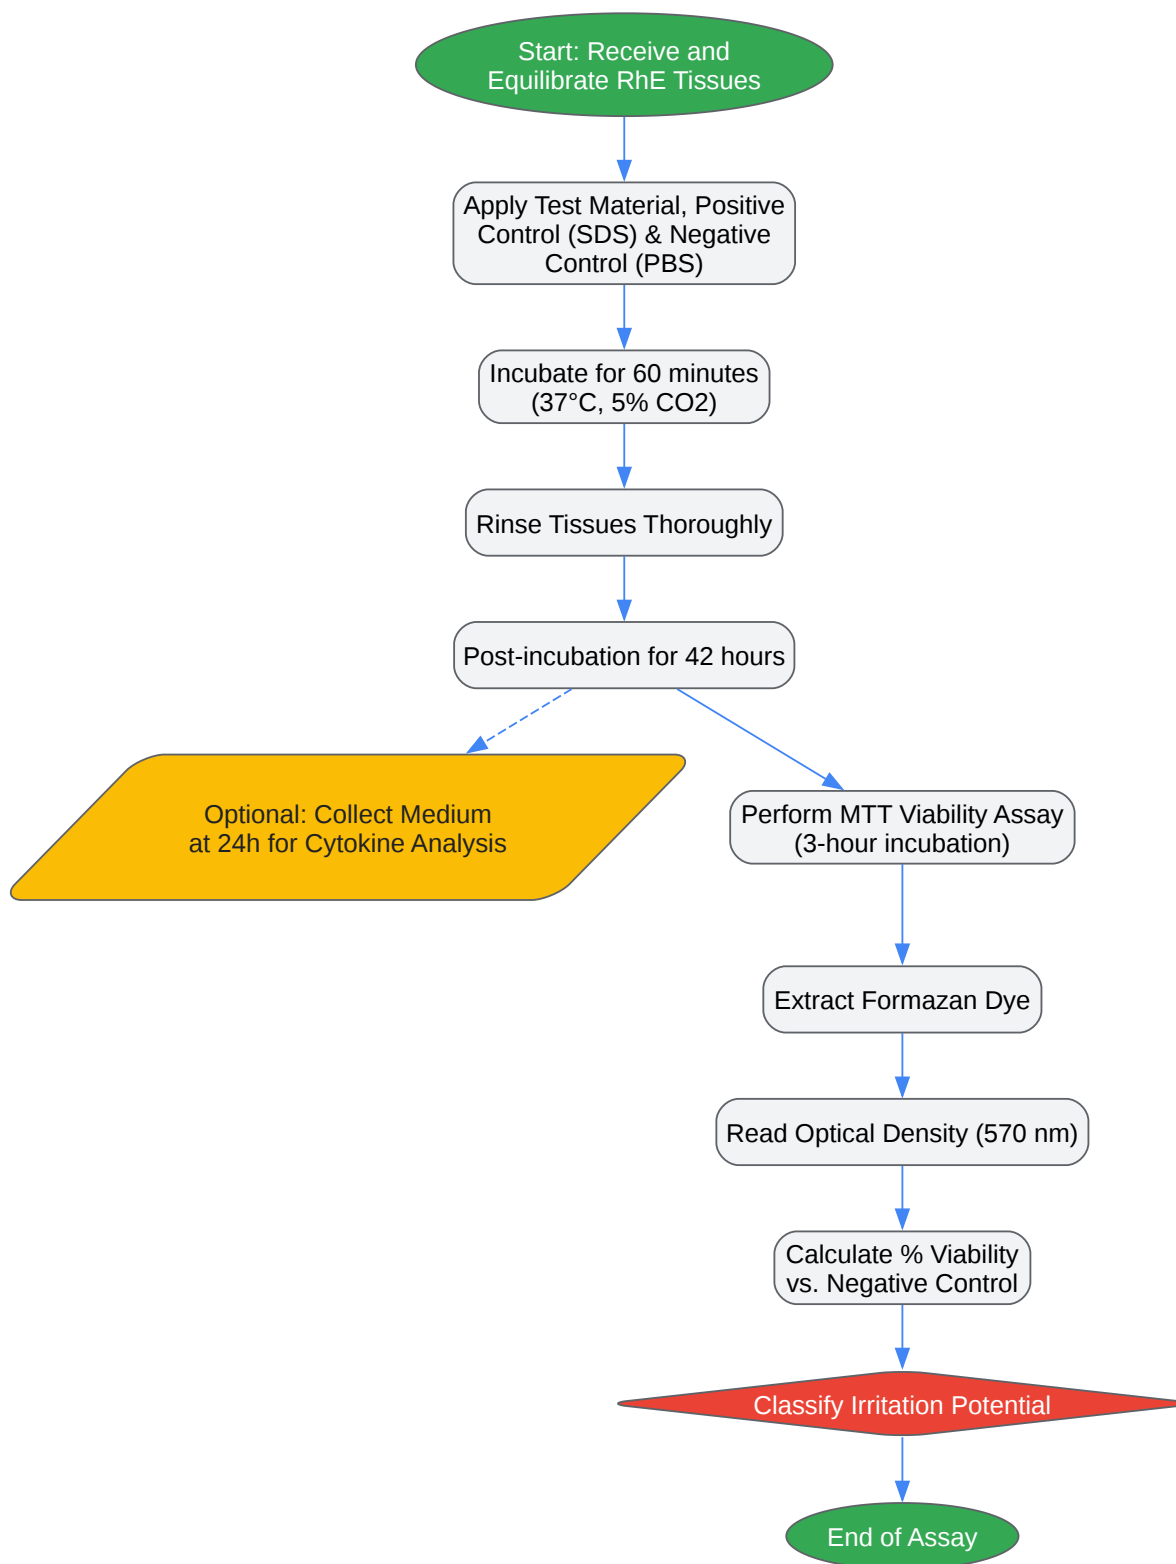 Start: Receive and
Equilibrate RhE Tissues
Apply Test Material, Positive
Control (SDS) & Negative
Control (PBS)
Incubate for 60 minutes
(37°C, 5% CO2)
Rinse Tissues Thoroughly
Post-incubation for 42 hours
Optional: Collect Medium
at 24h for Cytokine Analysis
Perform MTT Viability Assay
(3-hour incubation)
Extract Formazan Dye
Read Optical Density (570 nm)
Calculate % Viability
vs. Negative Control
Classify Irritation Potential
End of Assay